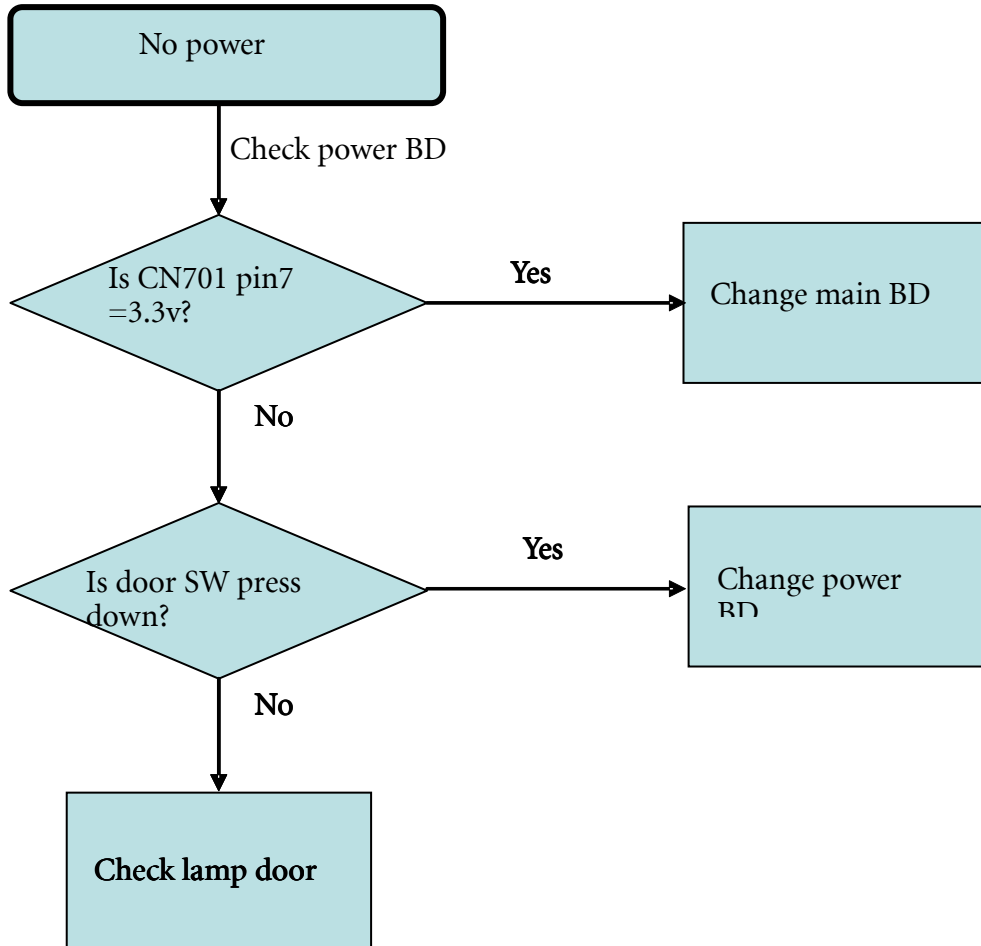 No power
Check power BD
Is CN701 pin7
=3.3v?
Yes
Change main BD
No
Is door SW press
down?
Yes
Change power
BD
No
Check lamp door